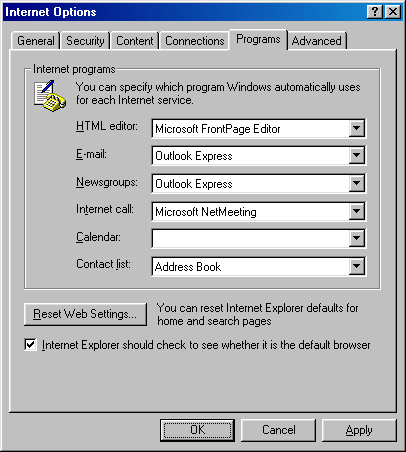 Internet Options
General Security Content Connections Programs Advanced
Internet programs
You can specify which program Windows automatically uses
for each Internet service.
HTML editor: Microsoft FrontPage Editor
E-mail: Outlook Express
Newsgroups: Outlook Express
Internet call: Microsoft NetMeeting
Calendar:
Contact list: Address Book
Reset Web Settings... You can reset Internet Explorer defaults for
home and search pages
Internet Explorer should check to see whether it is the default browser
OK Cancel Apply